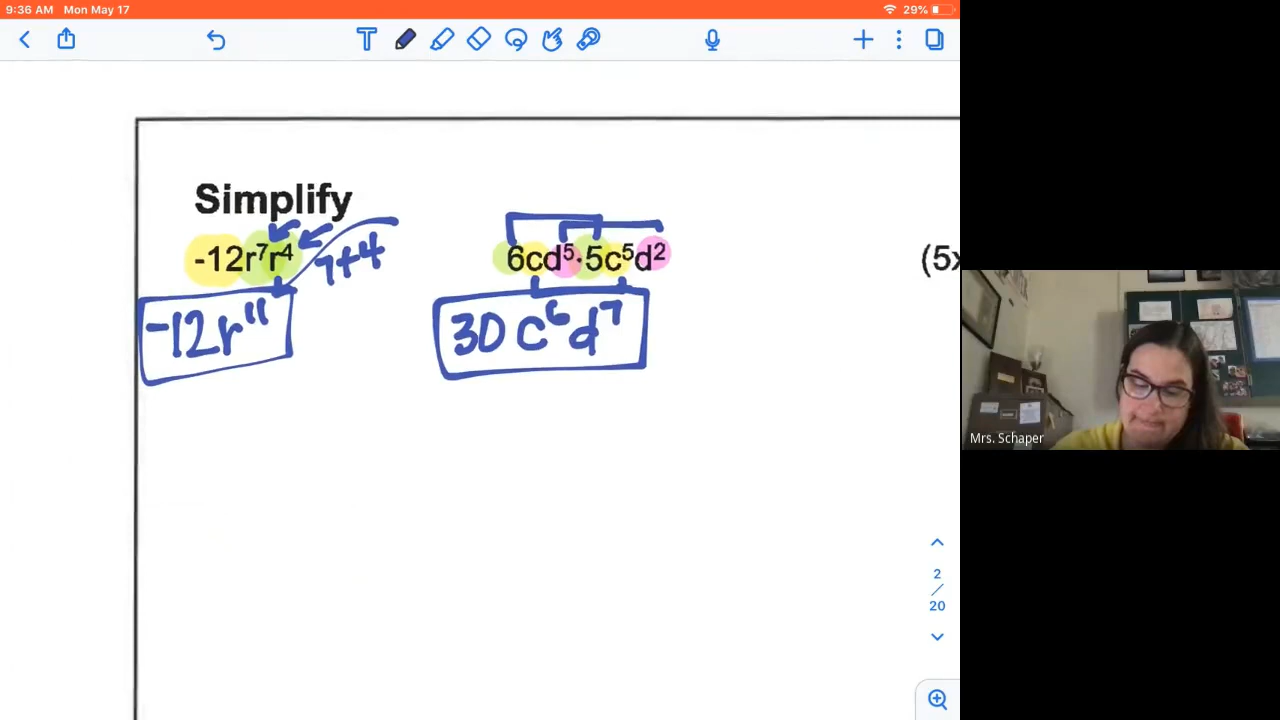 9:36 AM Mon May 17
29%
Simplify
-12r⁷r⁴
7+4
-12r¹¹
6cd⁵·5c⁵d²
30c⁶d⁷
(5x
2
/
20
Mrs. Schaper